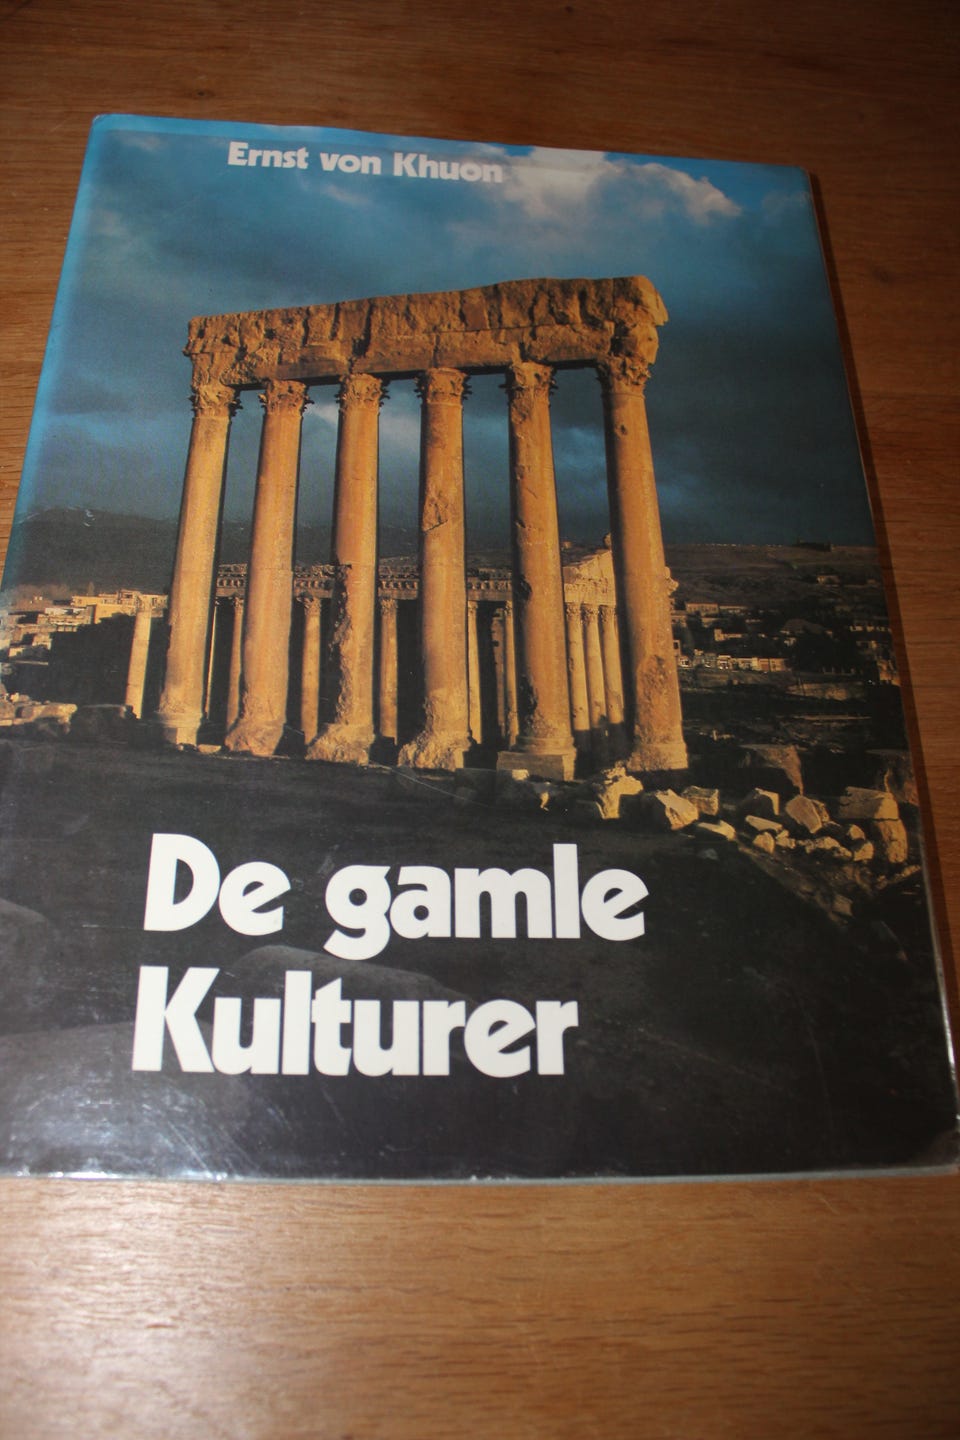 Ernst von Khuon
De gamle
Kulturer